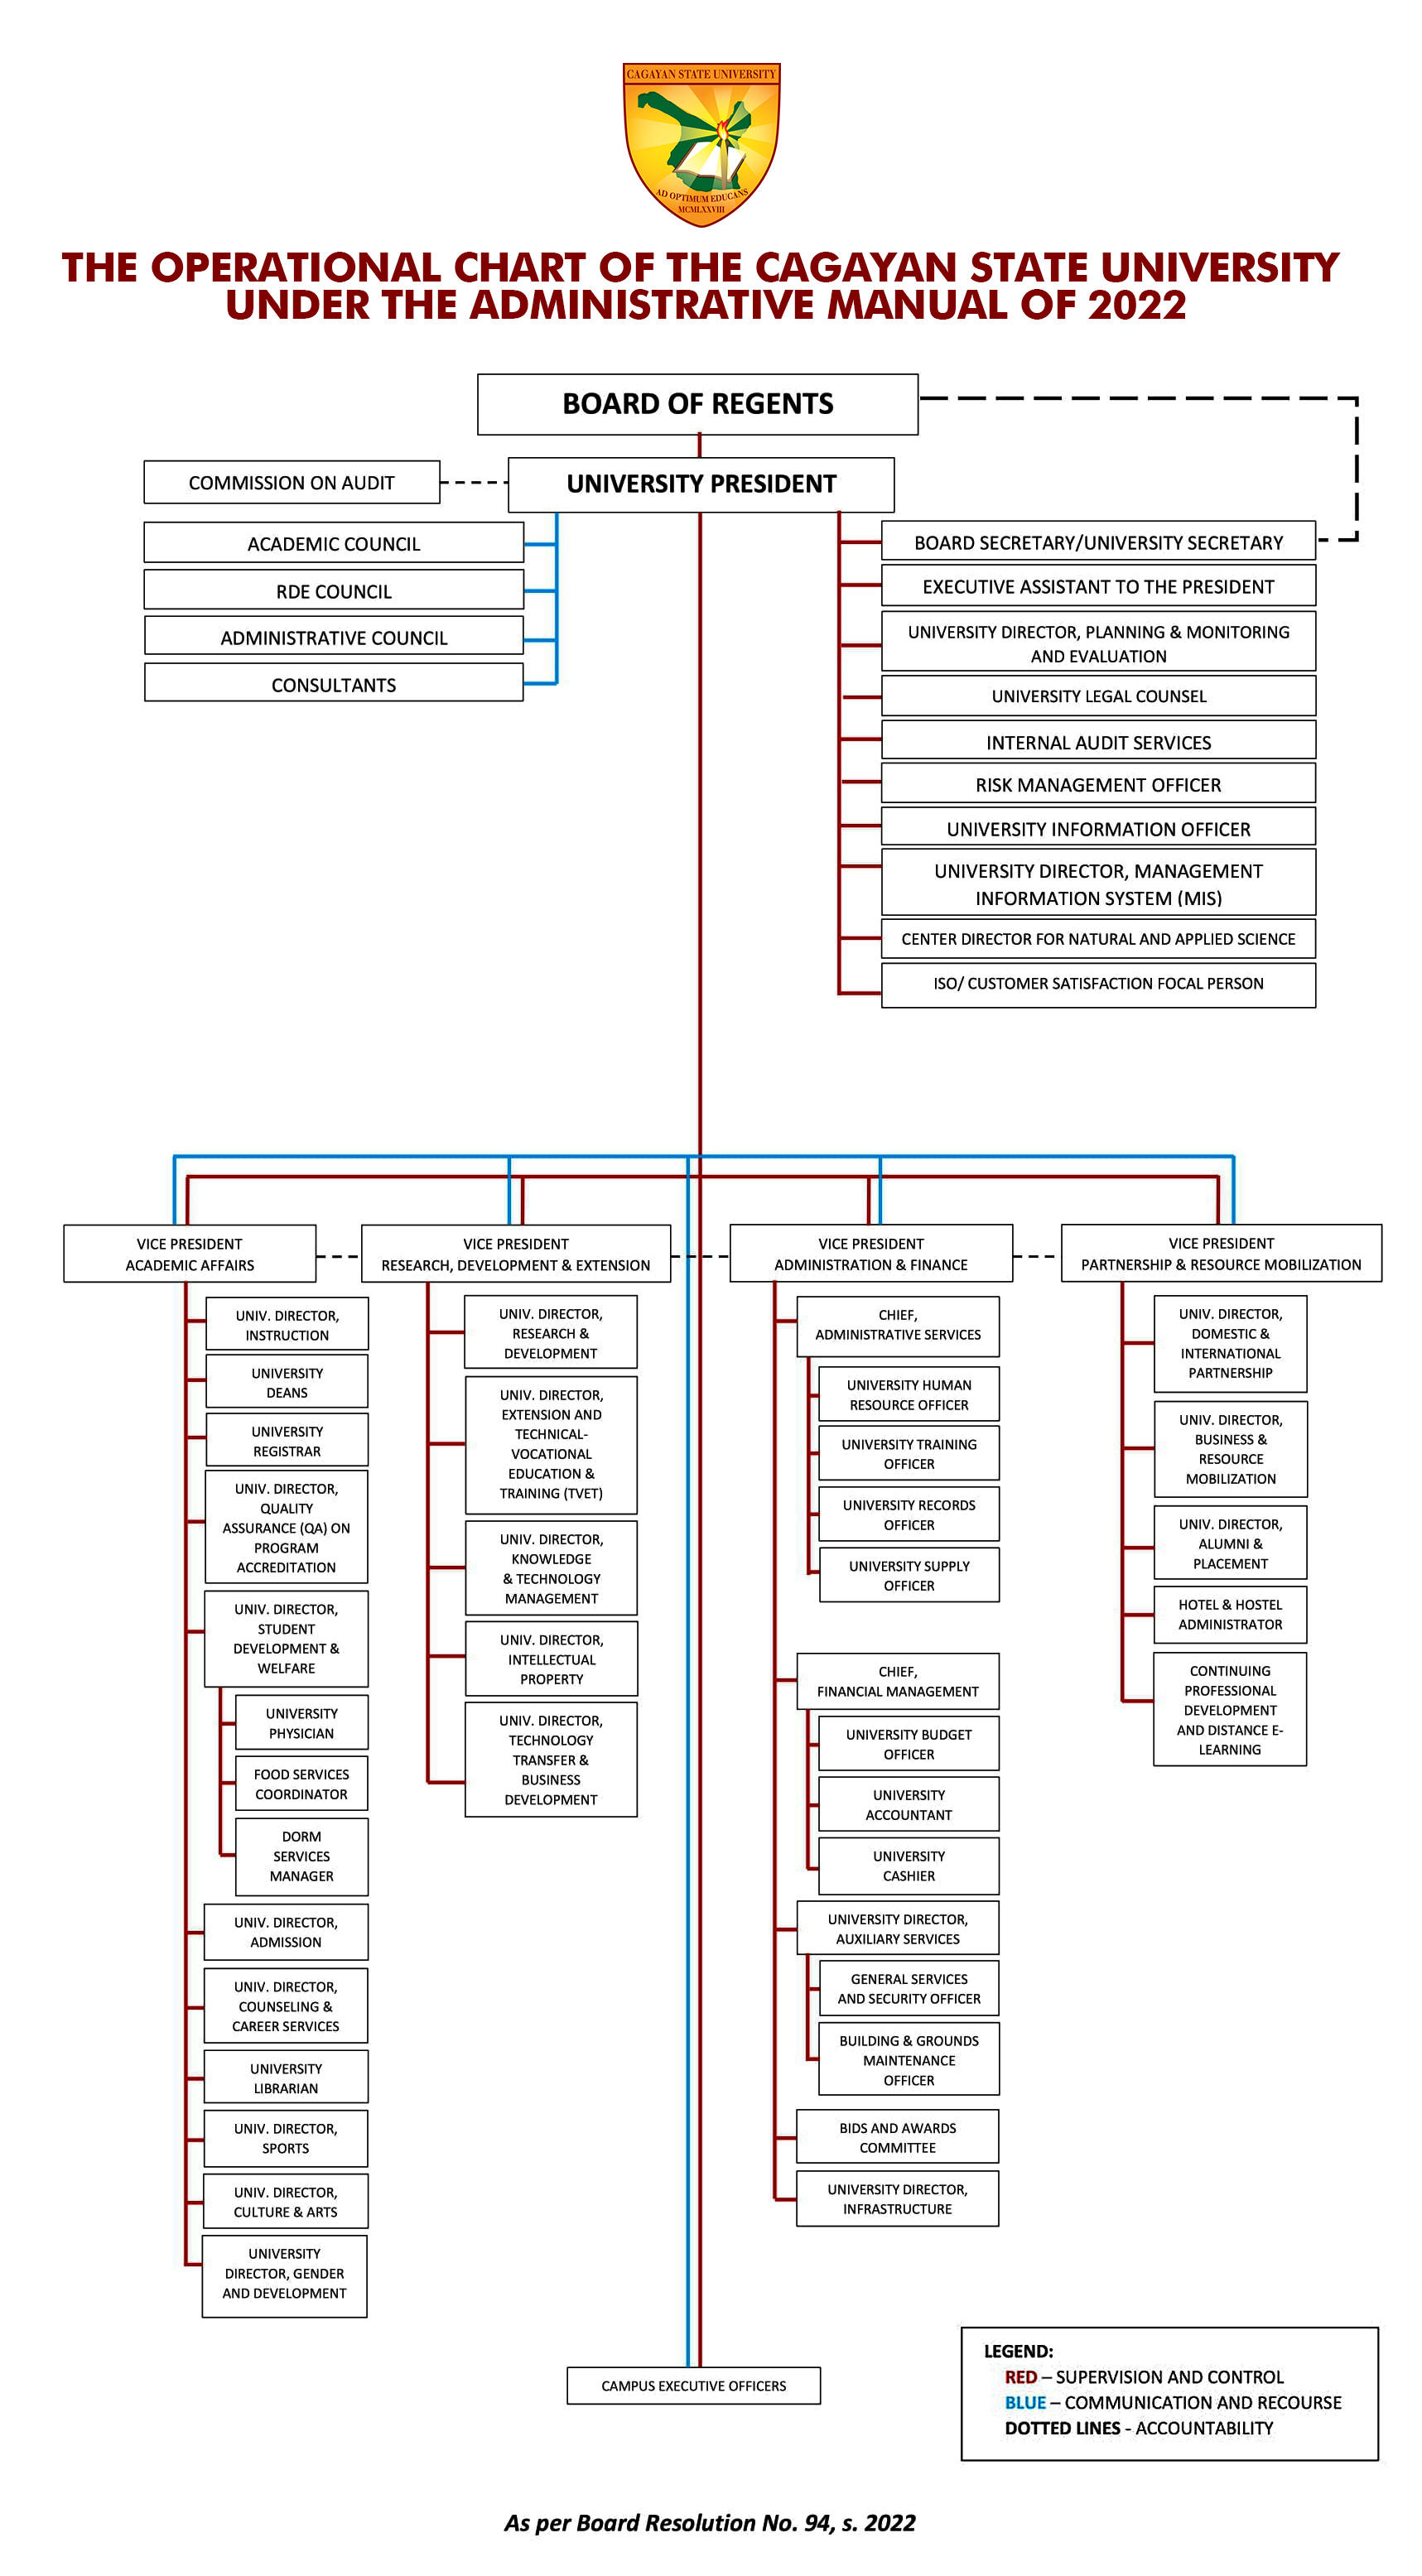 CAGAYAN STATE UNIVERSITY
AD OPTIMUM EDUCANS
MCMLXXVIII
THE OPERATIONAL CHART OF THE CAGAYAN STATE UNIVERSITY
UNDER THE ADMINISTRATIVE MANUAL OF 2022
BOARD OF REGENTS
UNIVERSITY PRESIDENT
COMMISSION ON AUDIT
ACADEMIC COUNCIL
RDE COUNCIL
ADMINISTRATIVE COUNCIL
CONSULTANTS
BOARD SECRETARY/UNIVERSITY SECRETARY
EXECUTIVE ASSISTANT TO THE PRESIDENT
UNIVERSITY DIRECTOR, PLANNING & MONITORING
AND EVALUATION
UNIVERSITY LEGAL COUNSEL
INTERNAL AUDIT SERVICES
RISK MANAGEMENT OFFICER
UNIVERSITY INFORMATION OFFICER
UNIVERSITY DIRECTOR, MANAGEMENT
INFORMATION SYSTEM (MIS)
CENTER DIRECTOR FOR NATURAL AND APPLIED SCIENCE
ISO/ CUSTOMER SATISFACTION FOCAL PERSON
VICE PRESIDENT
ACADEMIC AFFAIRS
UNIV. DIRECTOR,
INSTRUCTION
UNIVERSITY
DEANS
UNIVERSITY
REGISTRAR
UNIV. DIRECTOR,
QUALITY
ASSURANCE (QA) ON
PROGRAM
ACCREDITATION
UNIV. DIRECTOR,
STUDENT
DEVELOPMENT &
WELFARE
UNIVERSITY
PHYSICIAN
FOOD SERVICES
COORDINATOR
DORM
SERVICES
MANAGER
UNIV. DIRECTOR,
ADMISSION
UNIV. DIRECTOR,
COUNSELING &
CAREER SERVICES
UNIVERSITY
LIBRARIAN
UNIV. DIRECTOR,
SPORTS
UNIV. DIRECTOR,
CULTURE & ARTS
UNIVERSITY
DIRECTOR, GENDER
AND DEVELOPMENT
VICE PRESIDENT
RESEARCH, DEVELOPMENT & EXTENSION
UNIV. DIRECTOR,
RESEARCH &
DEVELOPMENT
UNIV. DIRECTOR,
EXTENSION AND
TECHNICAL-
VOCATIONAL
EDUCATION &
TRAINING (TVET)
UNIV. DIRECTOR,
KNOWLEDGE
& TECHNOLOGY
MANAGEMENT
UNIV. DIRECTOR,
INTELLECTUAL
PROPERTY
UNIV. DIRECTOR,
TECHNOLOGY
TRANSFER &
BUSINESS
DEVELOPMENT
VICE PRESIDENT
ADMINISTRATION & FINANCE
CHIEF,
ADMINISTRATIVE SERVICES
UNIVERSITY HUMAN
RESOURCE OFFICER
UNIVERSITY TRAINING
OFFICER
UNIVERSITY RECORDS
OFFICER
UNIVERSITY SUPPLY
OFFICER
CHIEF,
FINANCIAL MANAGEMENT
UNIVERSITY BUDGET
OFFICER
UNIVERSITY
ACCOUNTANT
UNIVERSITY
CASHIER
UNIVERSITY DIRECTOR,
AUXILIARY SERVICES
GENERAL SERVICES
AND SECURITY OFFICER
BUILDING & GROUNDS
MAINTENANCE
OFFICER
BIDS AND AWARDS
COMMITTEE
UNIVERSITY DIRECTOR,
INFRASTRUCTURE
VICE PRESIDENT
PARTNERSHIP & RESOURCE MOBILIZATION
UNIV. DIRECTOR,
DOMESTIC &
INTERNATIONAL
PARTNERSHIP
UNIV. DIRECTOR,
BUSINESS &
RESOURCE
MOBILIZATION
UNIV. DIRECTOR,
ALUMNI &
PLACEMENT
HOTEL & HOSTEL
ADMINISTRATOR
CONTINUING
PROFESSIONAL
DEVELOPMENT
AND DISTANCE E-
LEARNING
CAMPUS EXECUTIVE OFFICERS
LEGEND:
RED – SUPERVISION AND CONTROL
BLUE – COMMUNICATION AND RECOURSE
DOTTED LINES - ACCOUNTABILITY
As per Board Resolution No. 94, s. 2022